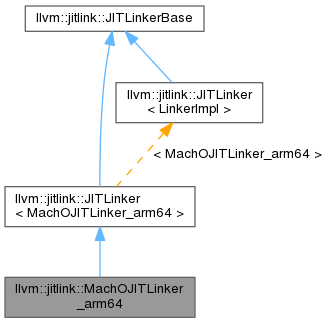 llvm::jitlink::JITLinkerBase
llvm::jitlink::JITLinker
< LinkerImpl >
< MachOJITLinker_arm64 >
llvm::jitlink::JITLinker
< MachOJITLinker_arm64 >
llvm::jitlink::MachOJITLinker
_arm64